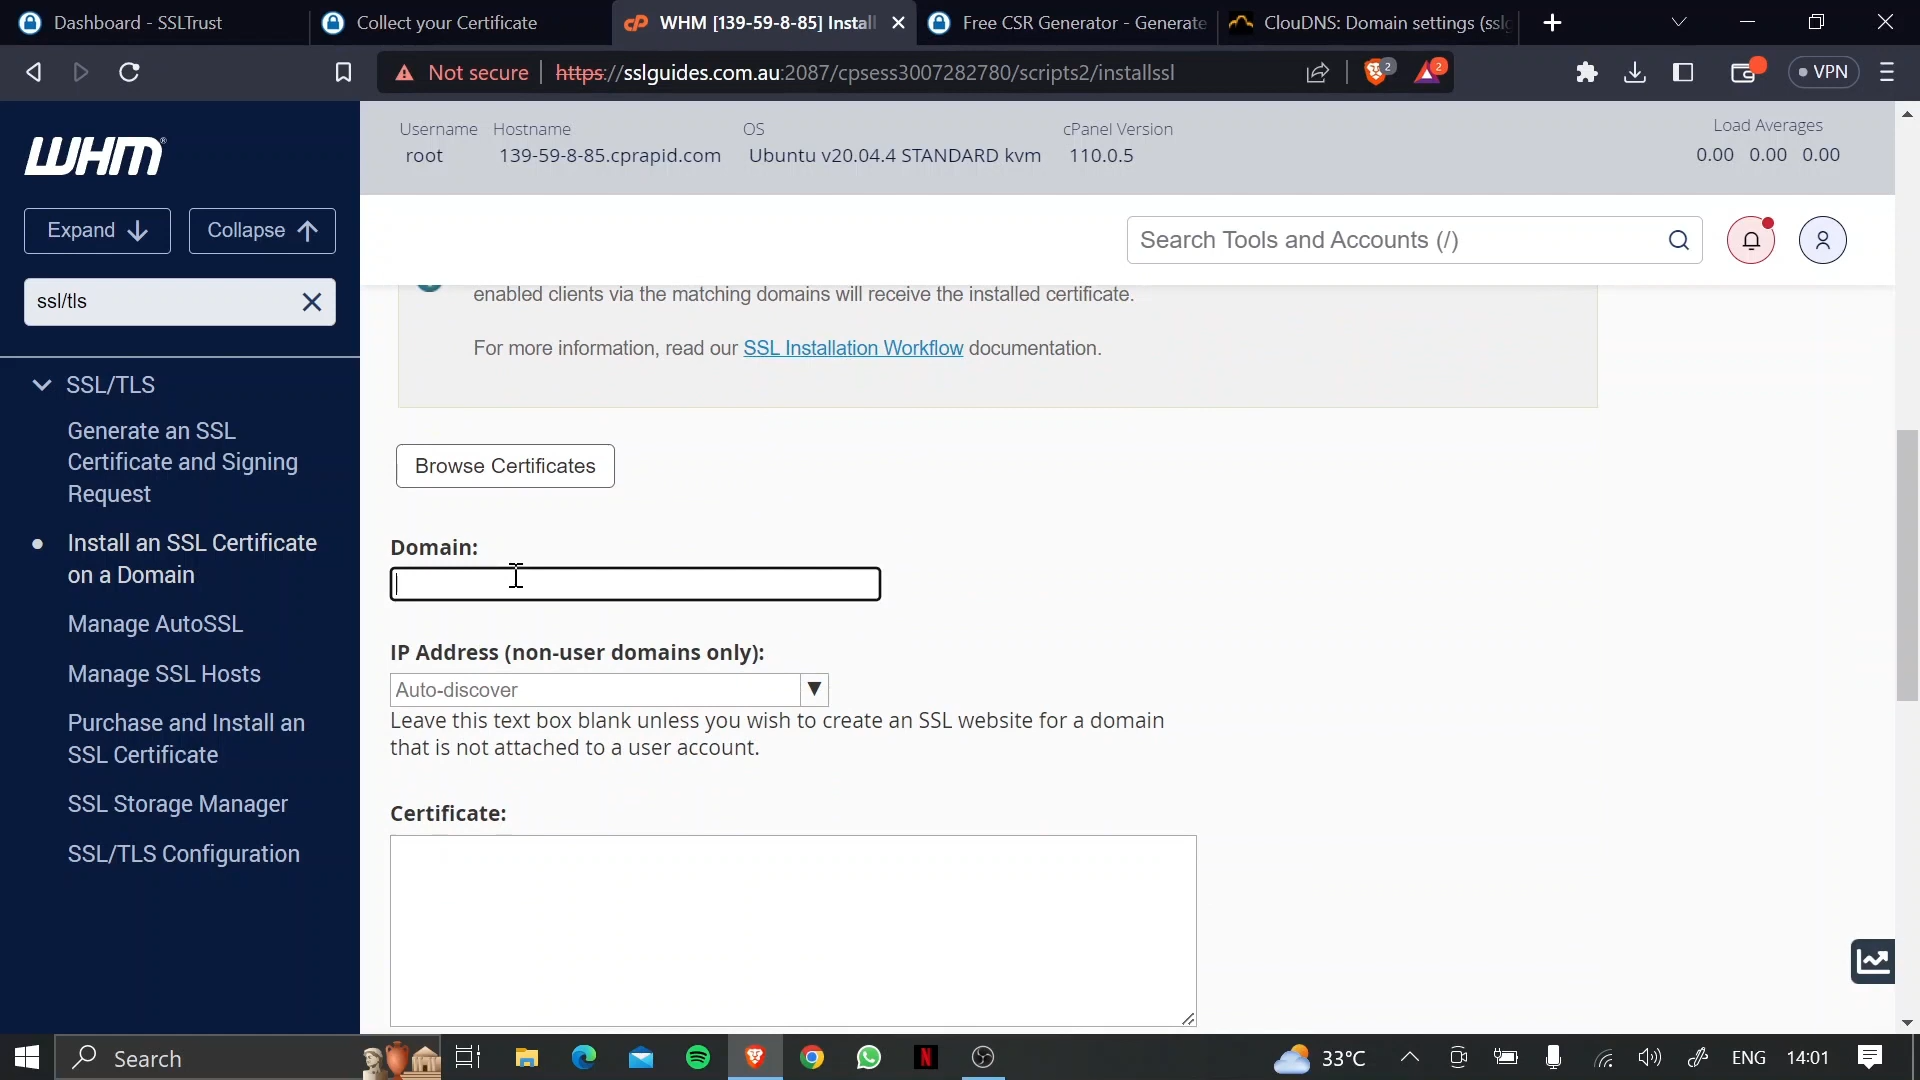 Dashboard - SSLTrust
Collect your Certificate
WHM [139-59-8-85] Instal
Free CSR Generator - Generate
ClouDNS: Domain settings (sslg
Not secure
https://sslguides.com.au:2087/cpsess3007282780/scripts2/installssl
2
2
VPN
WHM
Username Hostname OS cPanel Version Load Averages
root 139-59-8-85.cprapid.com Ubuntu v20.04.4 STANDARD kvm 110.0.5 0.00 0.00 0.00
Expand
Collapse
Search Tools and Accounts (/)
ssl/tls
SSL/TLS
Generate an SSL
Certificate and Signing
Request
Install an SSL Certificate
on a Domain
Manage AutoSSL
Manage SSL Hosts
Purchase and Install an
SSL Certificate
SSL Storage Manager
SSL/TLS Configuration
enabled clients via the matching domains will receive the installed certificate.
For more information, read our SSL Installation Workflow documentation.
Browse Certificates
Domain:
IP Address (non-user domains only):
Auto-discover
Leave this text box blank unless you wish to create an SSL website for a domain
that is not attached to a user account.
Certificate:
Search
33°C
ENG
14:01